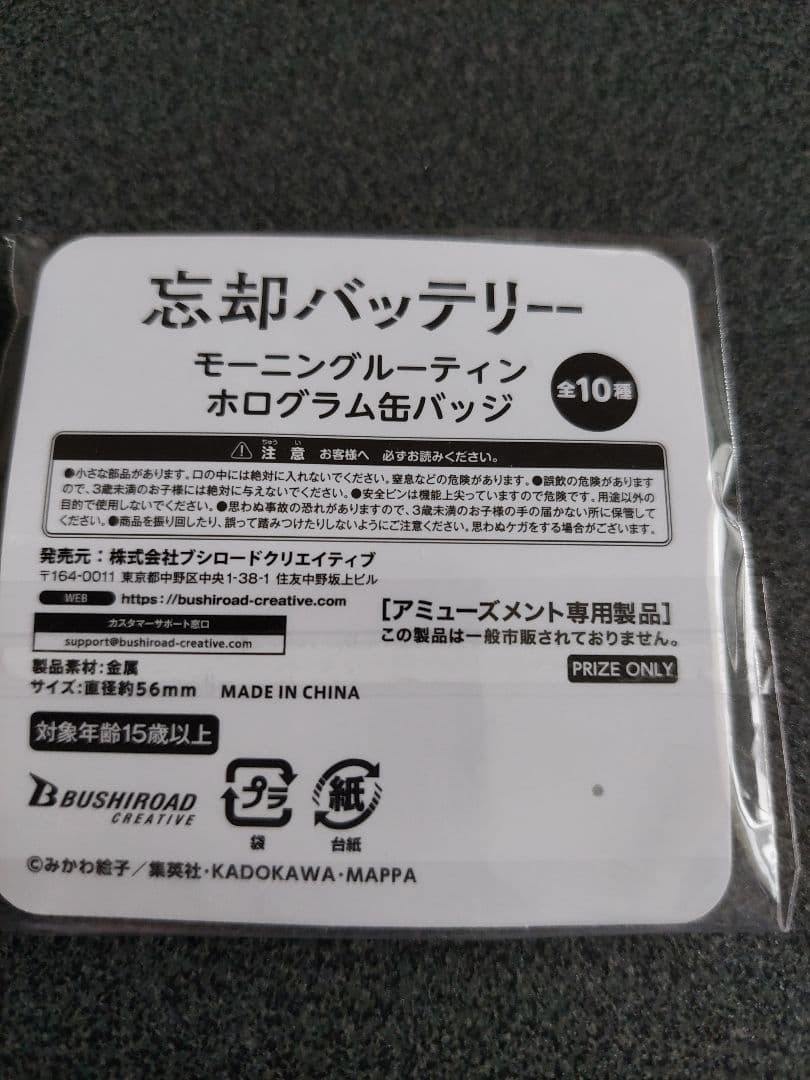 忘却バッテリー
モーニングルーティン
ホログラム缶バッジ
全10種
注意 お客様へ 必ずお読みください。
●小さな部品があります。口の中には絶対に入れないでください。窒息などの危険があります。●誤飲の危険があります
ので、3歳未満のお子様には絶対に与えないでください。●安全ピンは機能上尖っていますので危険です。用途以外の
目的で使用しないでください。●思わぬ事故の恐れがありますので、3歳未満のお子様の手の届かない所に保管して
ください。●商品を振り回したり、誤って踏みつけたりしないようにご注意ください。思わぬケガをする場合がございます。
発売元：株式会社ブシロードクリエイティブ
〒164-0011 東京都中野区中央1-38-1 住友中野坂上ビル
WEB https://bushiroad-creative.com
カスタマーサポート窓口
support@bushiroad-creative.com
[アミューズメント専用製品]
この製品は一般市販されておりません。
PRIZE ONLY
製品素材：金属
サイズ：直径約56mm MADE IN CHINA
対象年齢15歳以上
BUSHIROAD
CREATIVE
プラ
袋
紙
台紙
©みかわ絵子／集英社・KADOKAWA・MAPPA